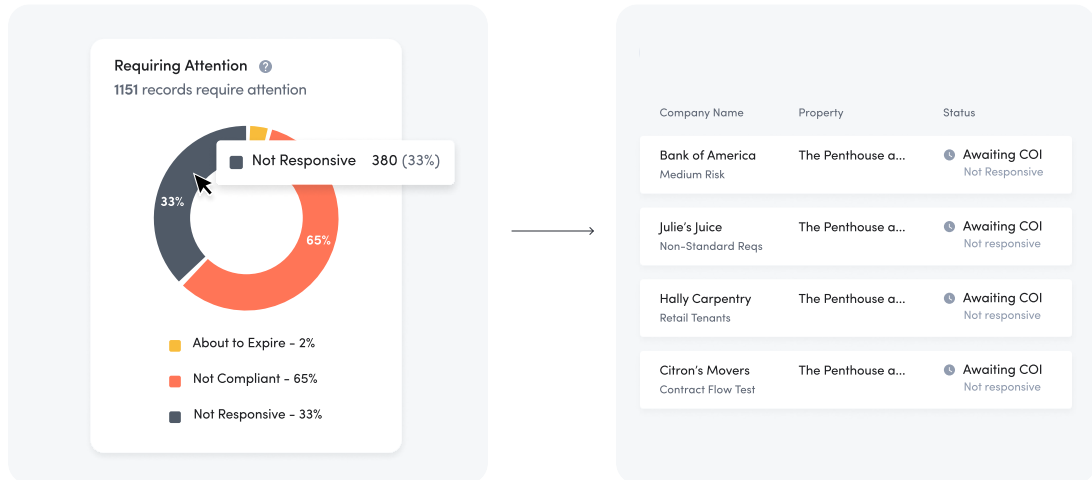 Requiring Attention ?
1151 records require attention
Not Responsive 380 (33%)
33%
65%
About to Expire - 2%
Not Compliant - 65%
Not Responsive - 33%
Company Name Property Status
Bank of America The Penthouse a... Awaiting COI
Medium Risk Not Responsive
Julie's Juice The Penthouse a... Awaiting COI
Non-Standard Reqs Not responsive
Hally Carpentry The Penthouse a... Awaiting COI
Retail Tenants Not responsive
Citron's Movers The Penthouse a... Awaiting COI
Contract Flow Test Not responsive